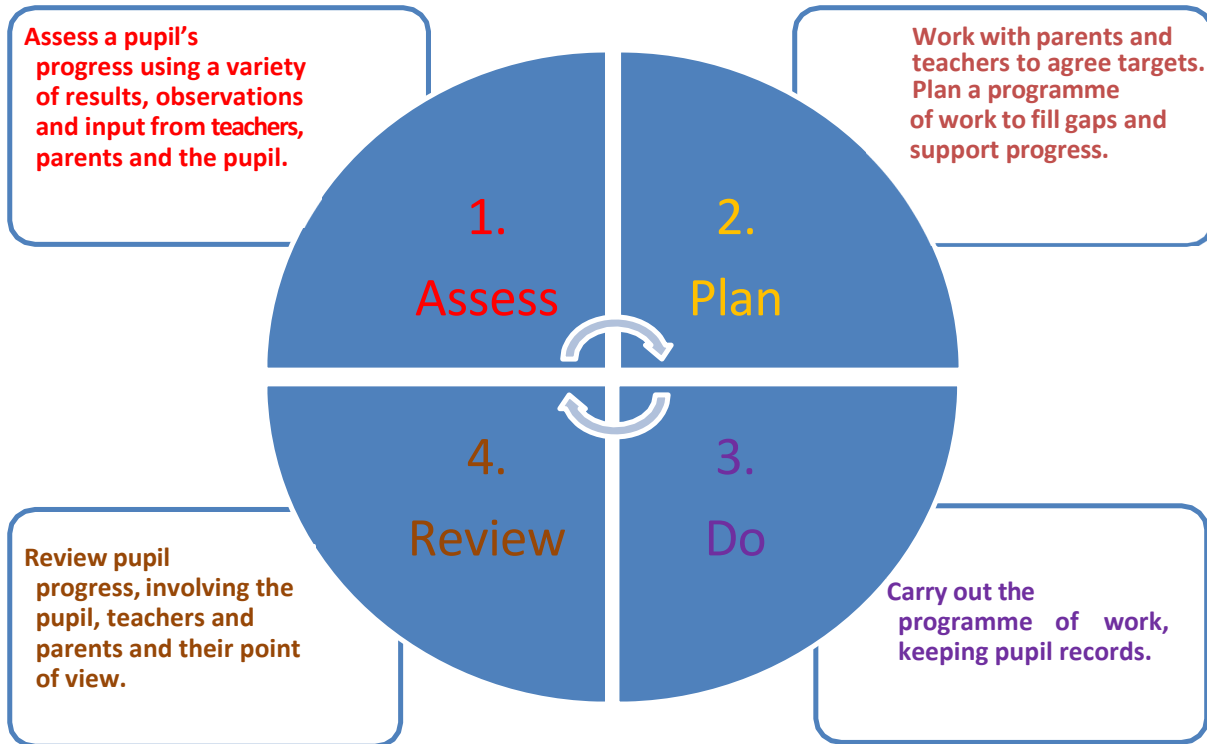 Assess a pupil's
progress using a variety
of results, observations
and input from teachers,
parents and the pupil.
Work with parents and
teachers to agree targets.
Plan a programme
of work to fill gaps and
support progress.
1.
Assess
2.
Plan
4.
Review
3.
Do
Review pupil
progress, involving the
pupil, teachers and
parents and their point
of view.
Carry out the
programme of work,
keeping pupil records.